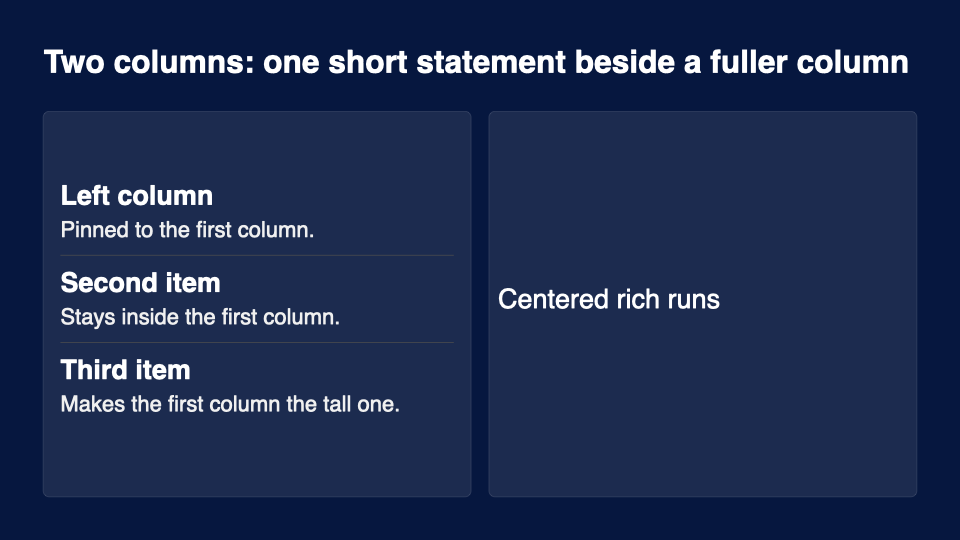 Two columns: one short statement beside a fuller column
Left column
Pinned to the first column.
Second item
Stays inside the first column.
Third item
Makes the first column the tall one.
Centered rich runs